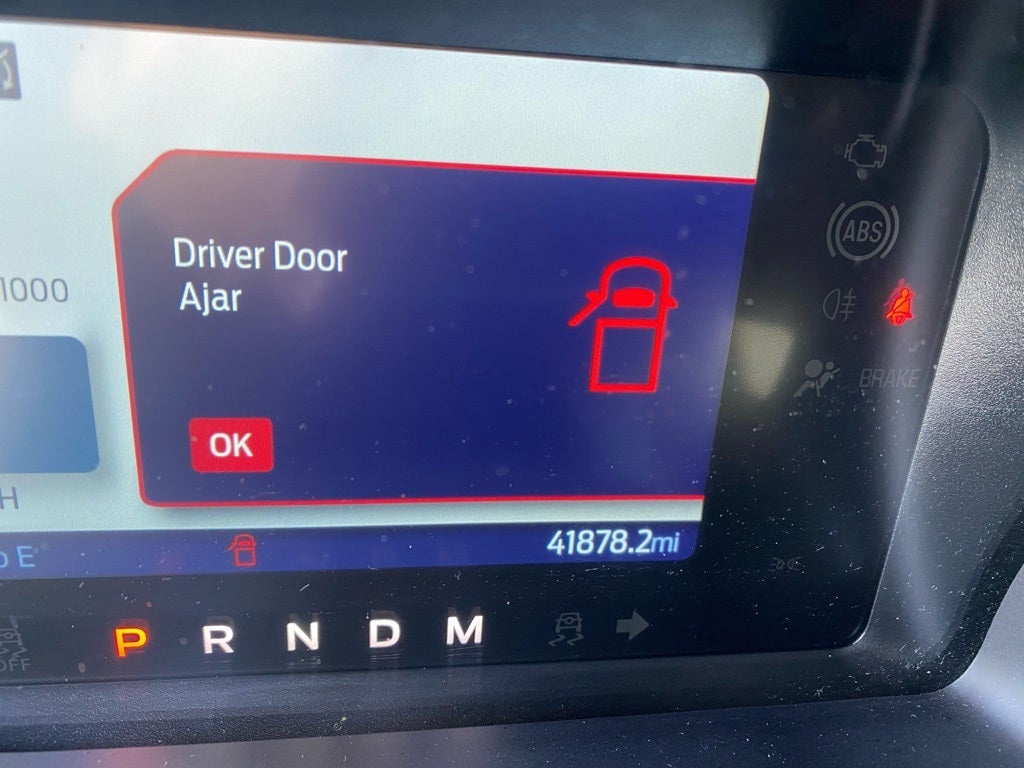 ABS
Driver Door
Ajar
1000
BRAKE
OK
H
E
41878.2mi
P R N D M
OFF